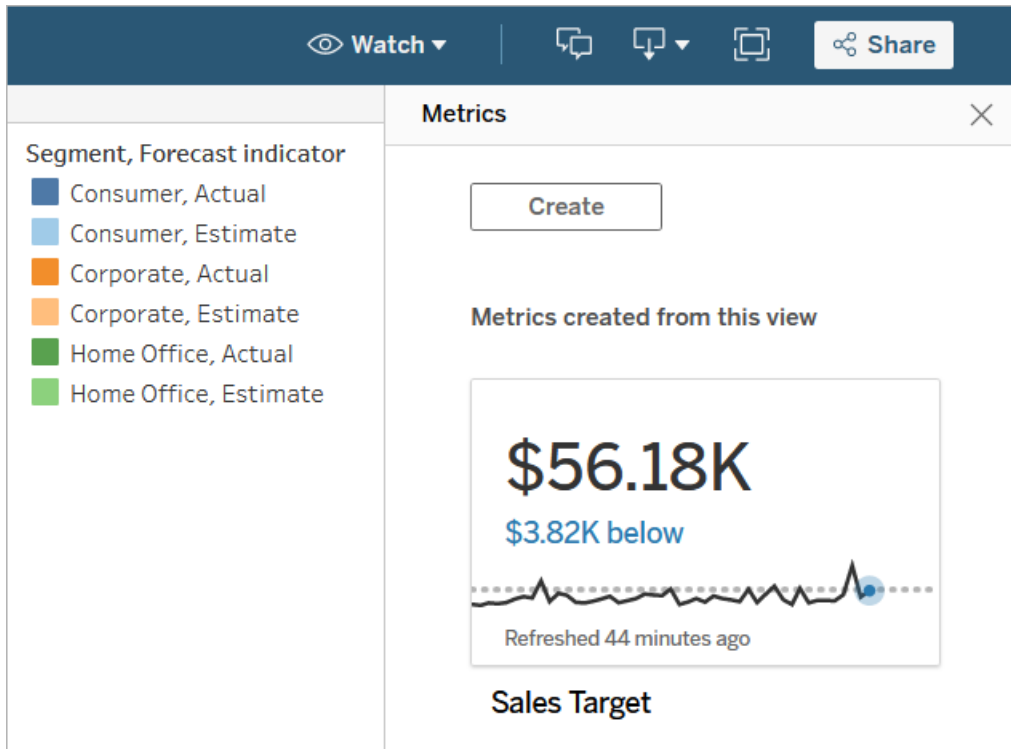 Watch
Share
Metrics
Segment, Forecast indicator
Consumer, Actual
Consumer, Estimate
Corporate, Actual
Corporate, Estimate
Home Office, Actual
Home Office, Estimate
Create
Metrics created from this view
$56.18K
$3.82K below
Refreshed 44 minutes ago
Sales Target